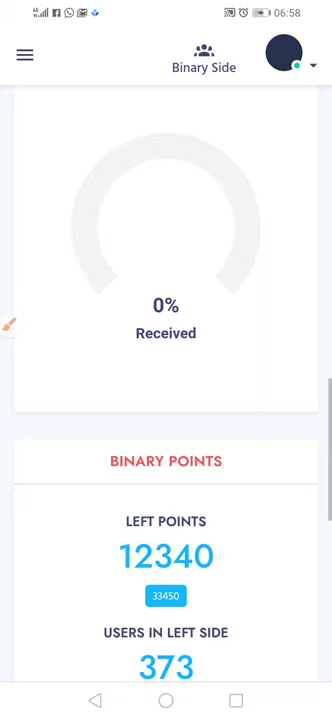 06:58
Binary Side
0%
Received
BINARY POINTS
LEFT POINTS
12340
33450
USERS IN LEFT SIDE
373